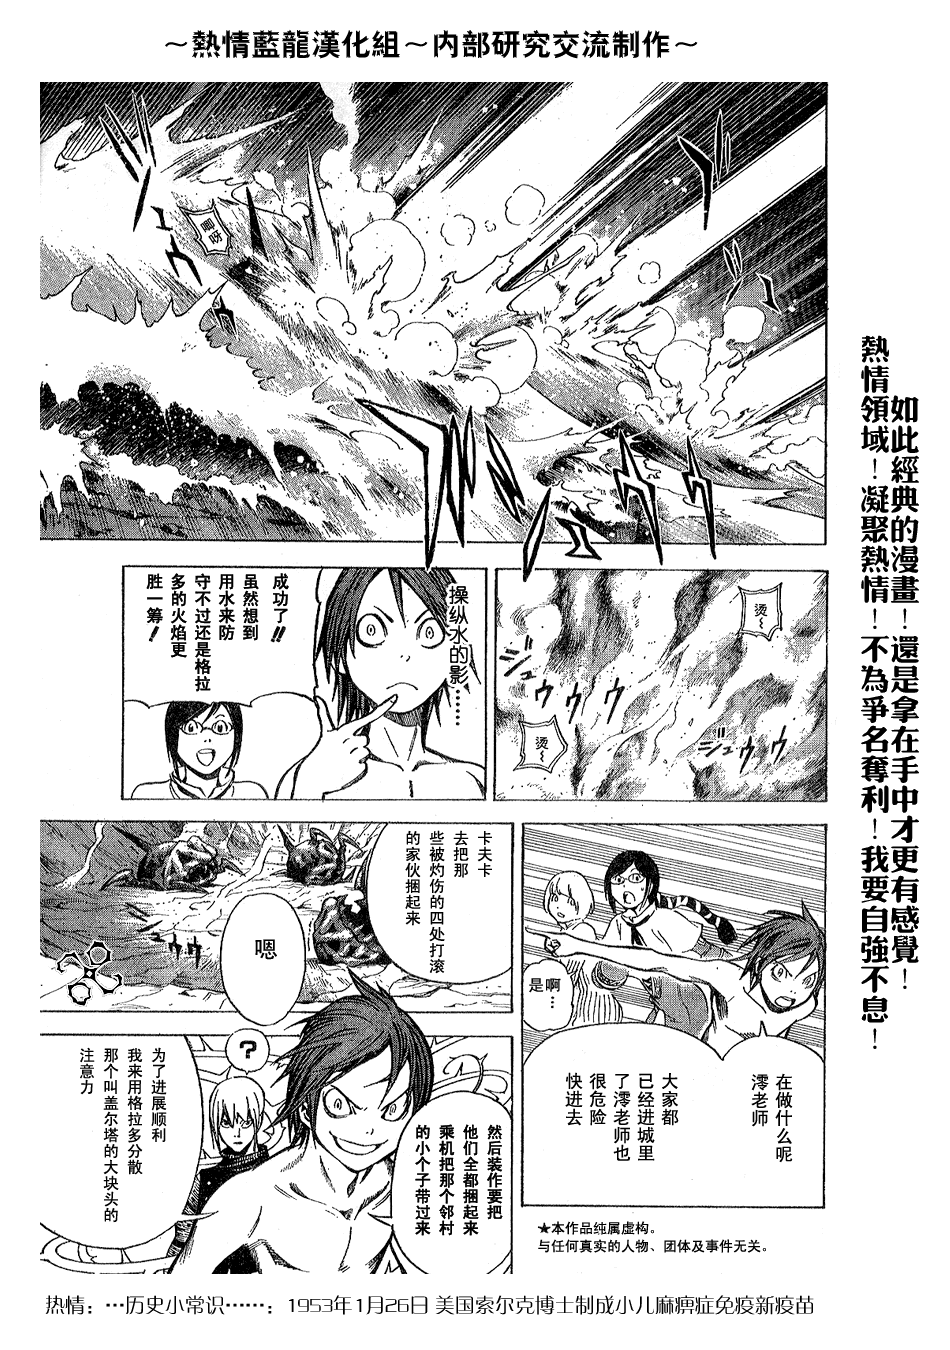 ～熱情藍龍漢化組～内部研究交流制作～
唧咯
烫～
烫～
ジュウウウウ
操纵水的影……
成功了!!
虽然想到
用水来防
守不过还是格拉
多的火焰更
胜一筹!
在做什么呢
澪老师
大家都
已经进城里
了澪老师也
很危险
快进去
是啊…
卡夫卡
去把那
些被灼伤的四处打滚
的家伙捆起来
嗯
然后装作要把
他们全都捆起来
乘机把那个邻村
的小个子带过来
?
为了进展顺利
我来用格拉多分散
那个叫盖尔塔的大块头的
注意力
★本作品纯属虚构。
与任何真实的人物、团体及事件无关。
如此經典的漫畫！還是拿在手中才更有感覺！
熱情領域！凝聚熱情！不為爭名奪利！我要自強不息！
热情：…历史小常识……：1953年1月26日 美国索尔克博士制成小儿麻痹症免疫新疫苗